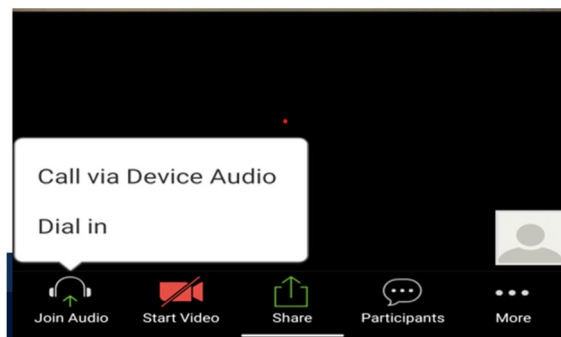 Call via Device Audio
Dial in
Join Audio
Start Video
Share
Participants
More